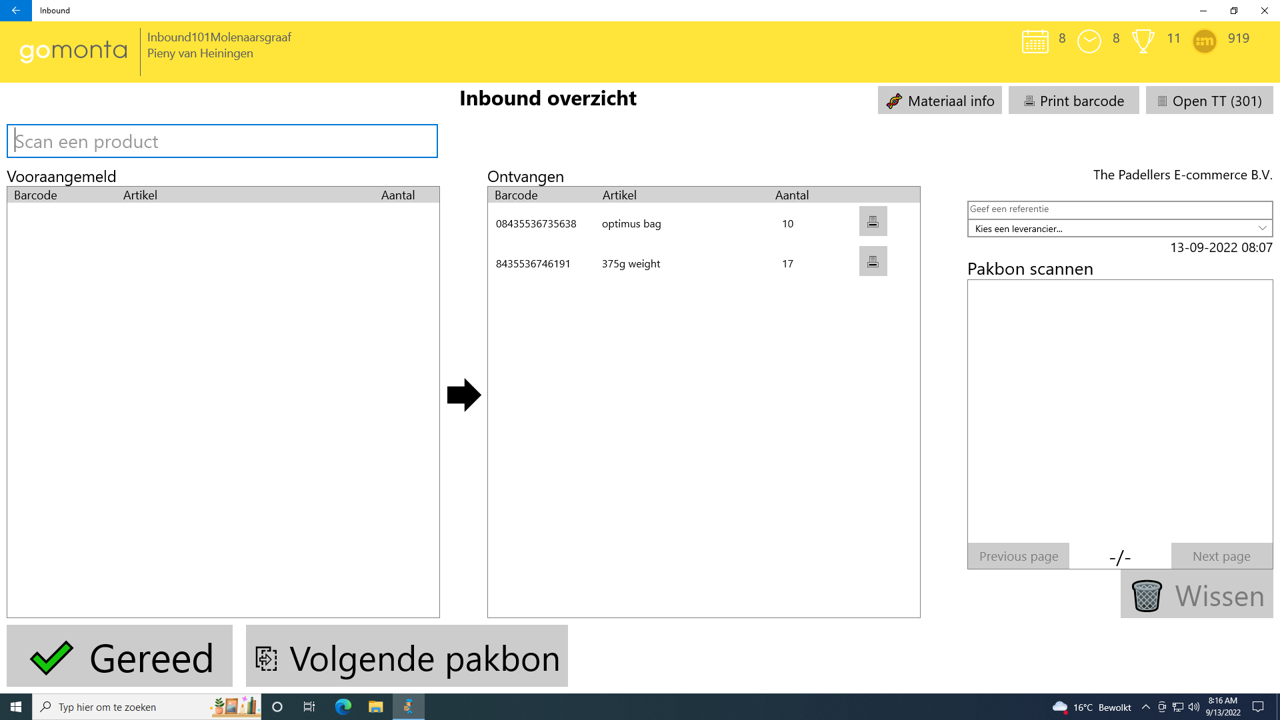 Inbound
gomonta
Inbound101Molenaarsgraaf
Pieny van Heiningen
8 8 11 919
Inbound overzicht
Materiaal info
Print barcode
Open TT (301)
Scan een product
Vooraangemeld
Barcode Artikel Aantal
Ontvangen
Barcode Artikel Aantal
08435536735638 optimus bag 10
8435536746191 375g weight 17
The Padellers E-commerce B.V.
Geef een referentie
Kies een leverancier...
13-09-2022 08:07
Pakbon scannen
Previous page -/- Next page
Wissen
Gereed
Volgende pakbon
Typ hier om te zoeken
16°C Bewolkt
8:16 AM
9/13/2022